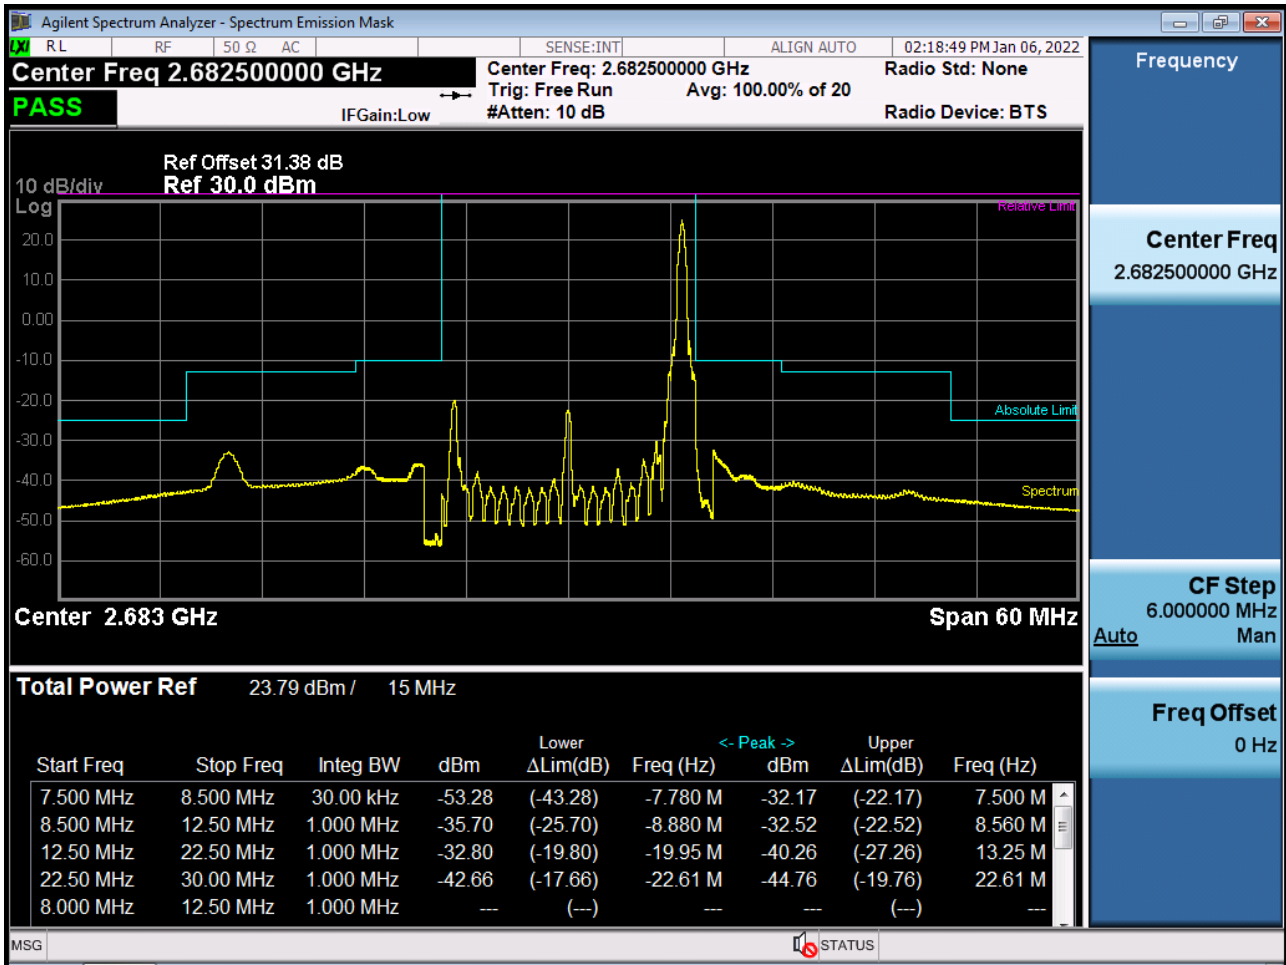 Agilent Spectrum Analyzer - Spectrum Emission Mask
LXI RL RF 50 Ω AC SENSE:INT ALIGN AUTO 02:18:49 PM Jan 06, 2022
Center Freq 2.682500000 GHz
Center Freq: 2.682500000 GHz Radio Std: None
Trig: Free Run Avg: 100.00% of 20
PASS
IFGain:Low #Atten: 10 dB Radio Device: BTS
Ref Offset 31.38 dB
10 dB/div Ref 30.0 dBm
Log
Relative Limit
20.0
10.0
0.00
-10.0
-20.0
Absolute Limit
-30.0
-40.0
Spectrum
-50.0
-60.0
Center 2.683 GHz Span 60 MHz
Total Power Ref 23.79 dBm / 15 MHz
Lower <- Peak -> Upper
Start Freq Stop Freq Integ BW dBm ΔLim(dB) Freq (Hz) dBm ΔLim(dB) Freq (Hz)
7.500 MHz 8.500 MHz 30.00 kHz -53.28 (-43.28) -7.780 M -32.17 (-22.17) 7.500 M
8.500 MHz 12.50 MHz 1.000 MHz -35.70 (-25.70) -8.880 M -32.52 (-22.52) 8.560 M
12.50 MHz 22.50 MHz 1.000 MHz -32.80 (-19.80) -19.95 M -40.26 (-27.26) 13.25 M
22.50 MHz 30.00 MHz 1.000 MHz -42.66 (-17.66) -22.61 M -44.76 (-19.76) 22.61 M
8.000 MHz 12.50 MHz 1.000 MHz --- (---) --- --- (---) ---
MSG STATUS
Frequency
Center Freq
2.682500000 GHz
CF Step
6.000000 MHz
Auto Man
Freq Offset
0 Hz